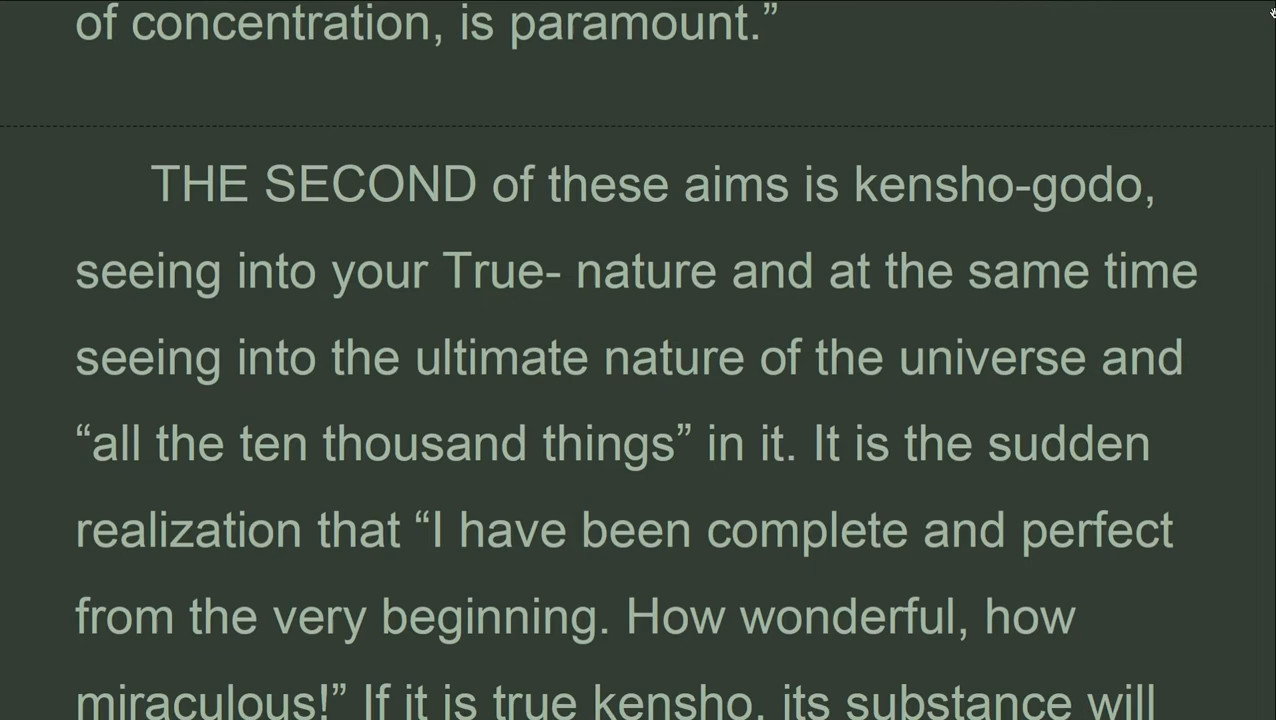 of concentration, is paramount.”
THE SECOND of these aims is kensho-godo,
seeing into your True- nature and at the same time
seeing into the ultimate nature of the universe and
“all the ten thousand things” in it. It is the sudden
realization that “I have been complete and perfect
from the very beginning. How wonderful, how
miraculous!” If it is true kensho, its substance will